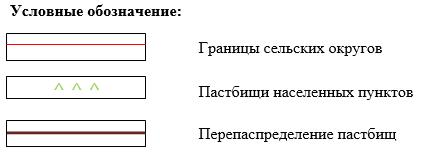 Условные обозначение:
Границы сельских округов
Пастбищи населенных пунктов
Перепаспределение пастбищ